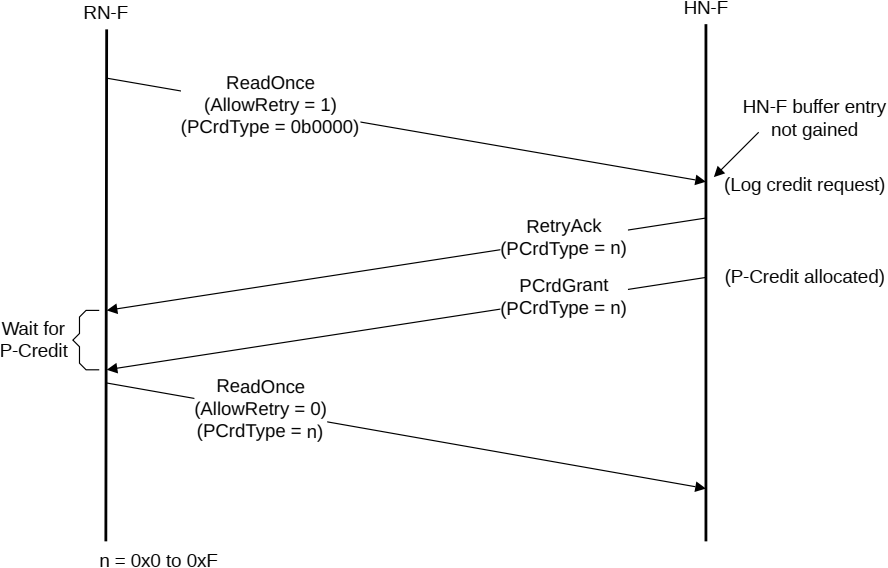 RN-F
HN-F
ReadOnce
(AllowRetry = 1)
(PCrdType = 0b0000)
HN-F buffer entry
not gained
(Log credit request)
RetryAck
(PCrdType = n)
PCrdGrant
(PCrdType = n)
(P-Credit allocated)
Wait for
P-Credit
ReadOnce
(AllowRetry = 0)
(PCrdType = n)
n = 0x0 to 0xF